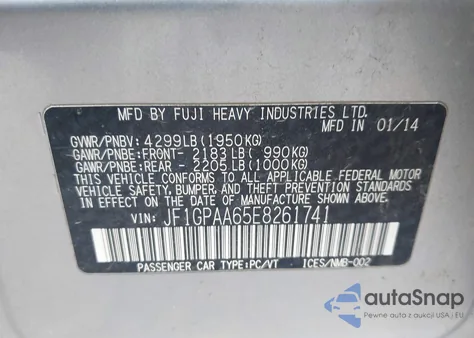 MFD BY FUJI HEAVY INDUSTRIES LTD.
MFD IN 01/14
GVWR/PNBV: 4299LB(1950KG)
GAWR/PNBE:FRONT- 2183LB( 990KG)
GAWR/PNBE:REAR - 2205LB(1000KG)
THIS VEHICLE CONFORMS TO ALL APPLICABLE FEDERAL MOTOR
VEHICLE SAFETY, BUMPER, AND THEFT PREVENTION STANDARDS
IN EFFECT ON THE DATE OF MANUFACTURE SHOWN ABOVE.
VIN: JF1GPAA65E8261741
PASSENGER CAR TYPE:PC/VT ICES/NMB-002
autoSnap
Pewne auta z USA i EU